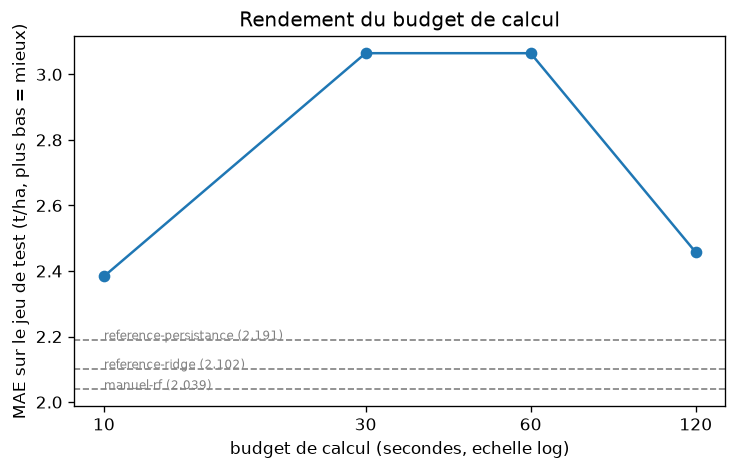 Rendement du budget de calcul
MAE sur le jeu de test (t/ha, plus bas = mieux)
3.0
2.8
2.6
2.4
2.2
2.0
reference-persistance (2.191)
reference-ridge (2.102)
manuel-rf (2.039)
10
30
60
120
budget de calcul (secondes, echelle log)